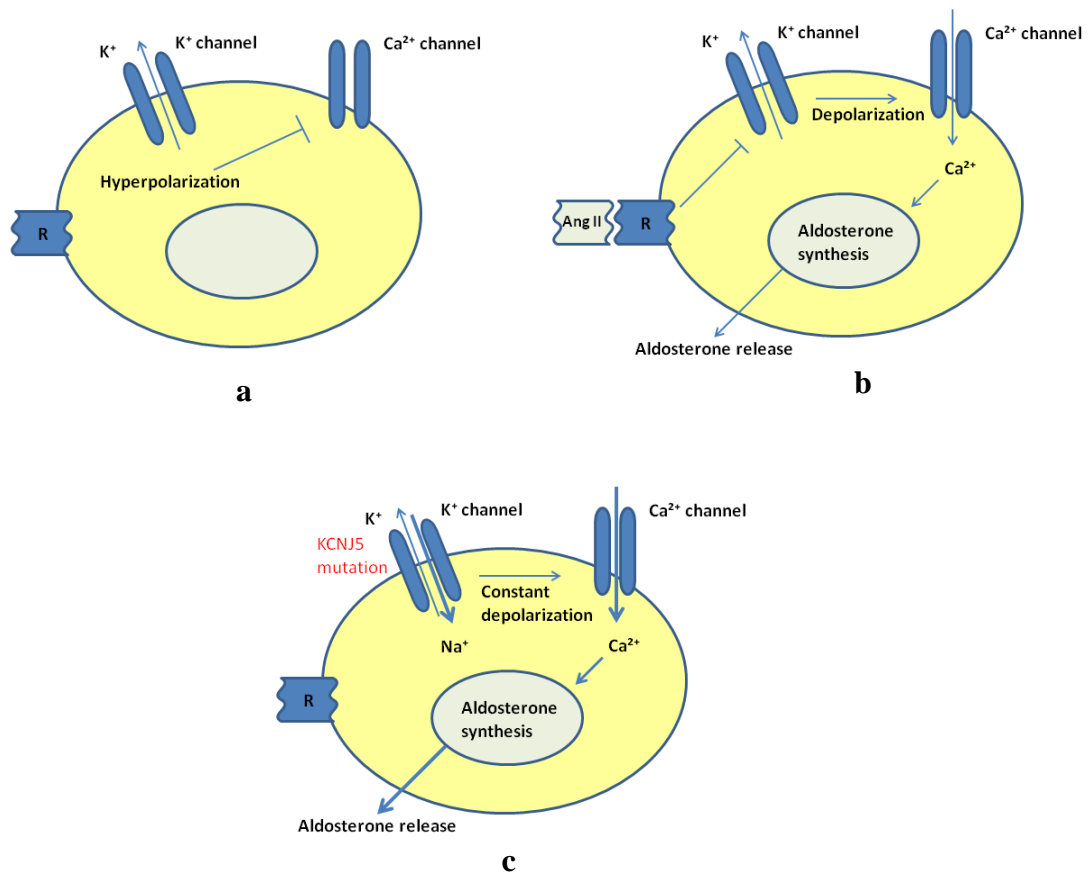 K⁺
K⁺ channel
Ca²⁺ channel
Hyperpolarization
R
a
K⁺
K⁺ channel
Ca²⁺ channel
Depolarization
Ca²⁺
Ang II
R
Aldosterone
synthesis
Aldosterone release
b
K⁺
K⁺ channel
Ca²⁺ channel
KCNJ5
mutation
Constant
depolarization
Na⁺
Ca²⁺
R
Aldosterone
synthesis
Aldosterone release
c